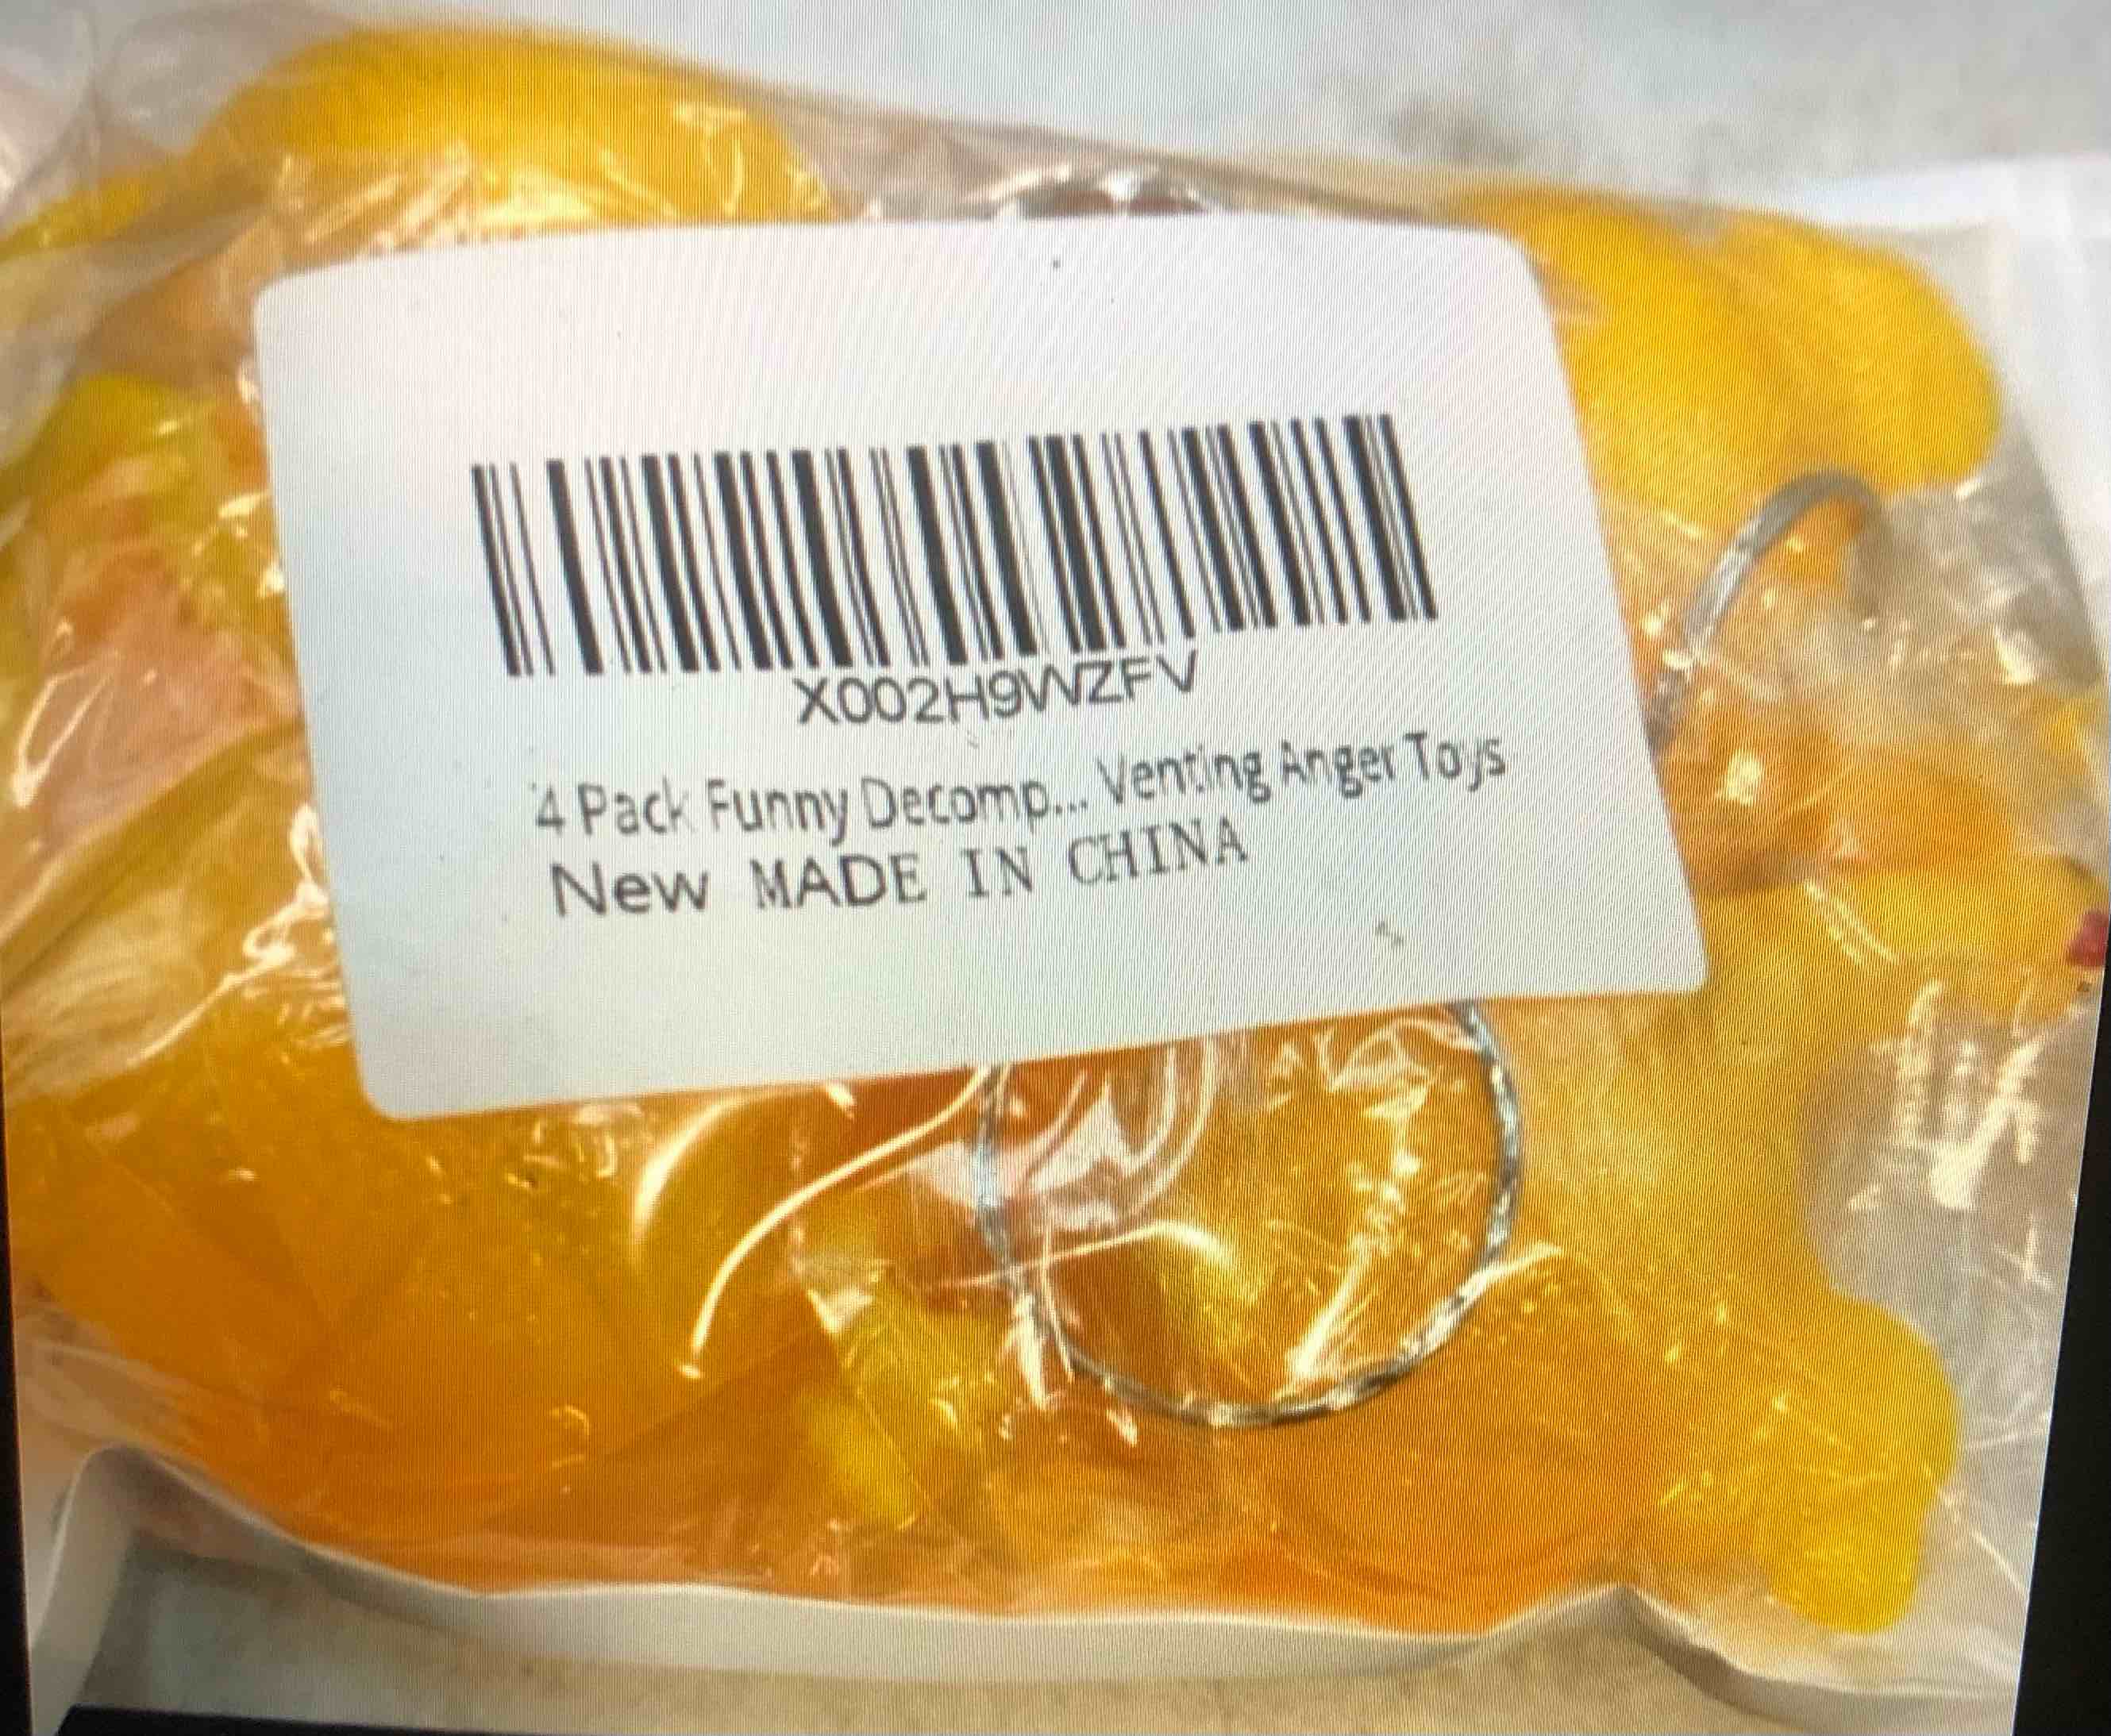 X002H9WZFV
4 Pack Funny Decomp... Venting Anger Toys
New MADE IN CHINA